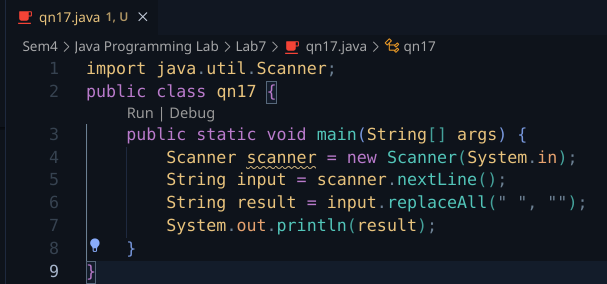 qn17.java 1, U ×
Sem4 > Java Programming Lab > Lab7 > qn17.java > qn17
1 import java.util.Scanner;
2 public class qn17 {
Run | Debug
3 public static void main(String[] args) {
4 Scanner scanner = new Scanner(System.in);
5 String input = scanner.nextLine();
6 String result = input.replaceAll(" ", "");
7 System.out.println(result);
8 }
9 }